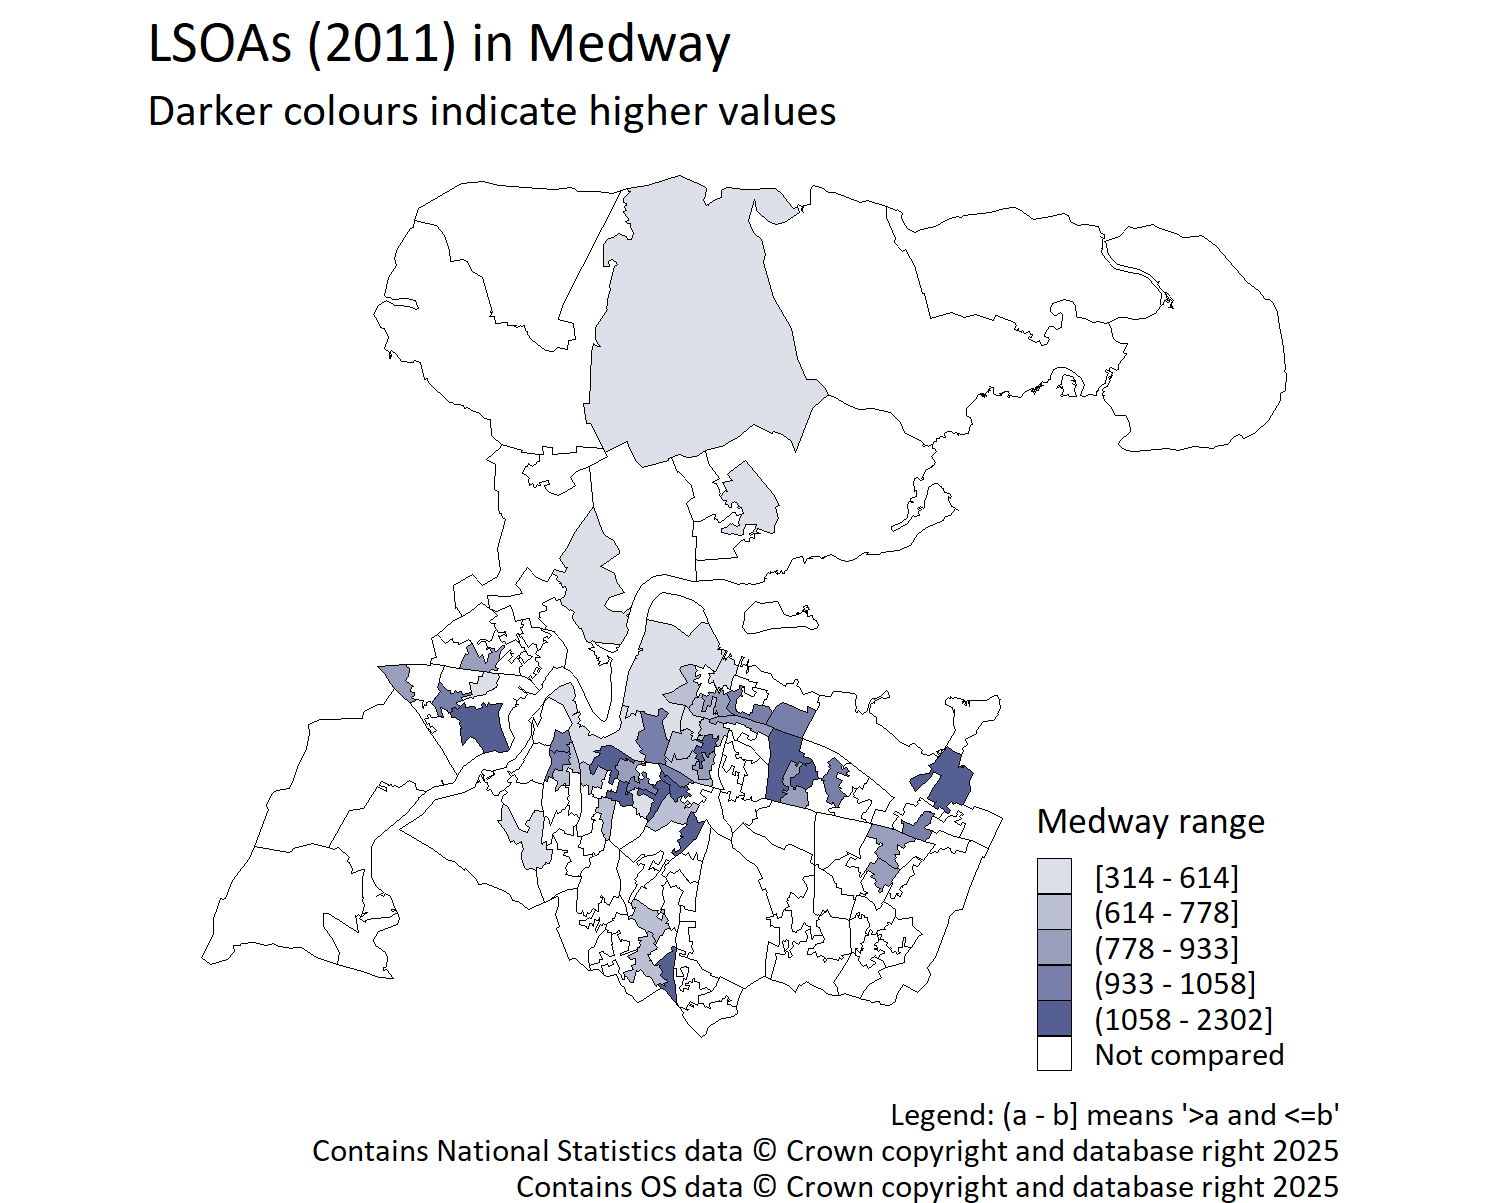 LSOAs (2011) in Medway
Darker colours indicate higher values
Medway range
[314 - 614]
(614 - 778]
(778 - 933]
(933 - 1058]
(1058 - 2302]
Not compared
Legend: (a - b] means '>a and <=b'
Contains National Statistics data © Crown copyright and database right 2025
Contains OS data © Crown copyright and database right 2025